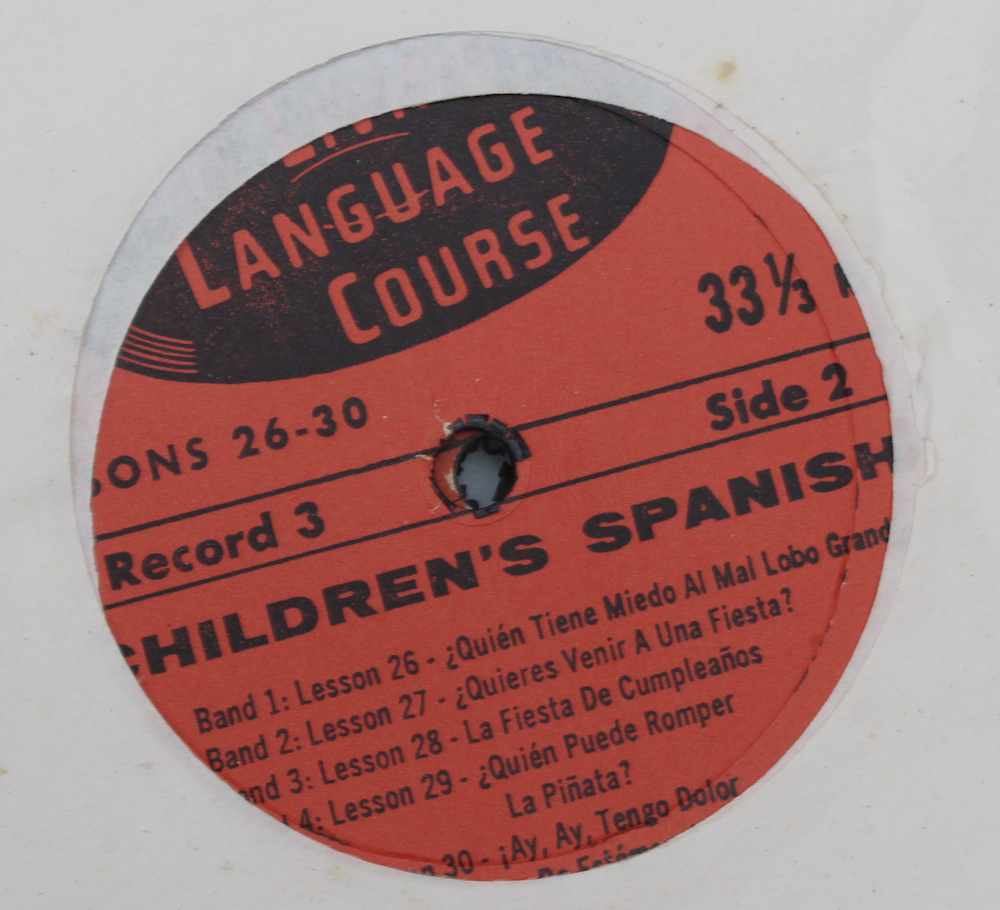 LANGUAGE
COURSE
33⅓
SONS 26-30
Record 3 Side 2
CHILDREN'S SPANISH
Band 1: Lesson 26 - ¿Quién Tiene Miedo Al Mal Lobo Grand
Band 2: Lesson 27 - ¿Quieres Venir A Una Fiesta?
and 3: Lesson 28 - La Fiesta De Cumpleaños
4: Lesson 29 - ¿Quién Puede Romper
La Piñata?
30 - ¡Ay, Ay, Tengo Dolor
De